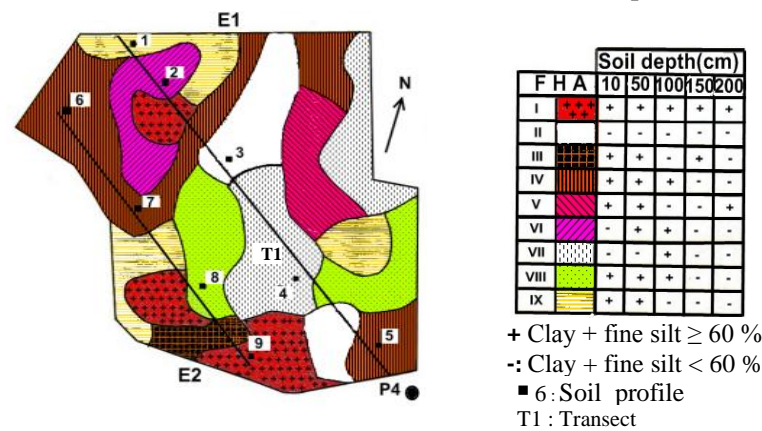 E1
1
2
6
N
3
7
T1
8
4
9
5
E2
P4
Soil depth(cm)
F H A 10 50 100 150 200
I + + + + +
II - - - - -
III + + - + -
IV + + + - -
V + + - - +
VI - + + - -
VII - - + - -
VIII + + + - -
IX + + - - -
+ Clay + fine silt ≥ 60 %
-: Clay + fine silt < 60 %
■ 6 : Soil profile
T1 : Transect